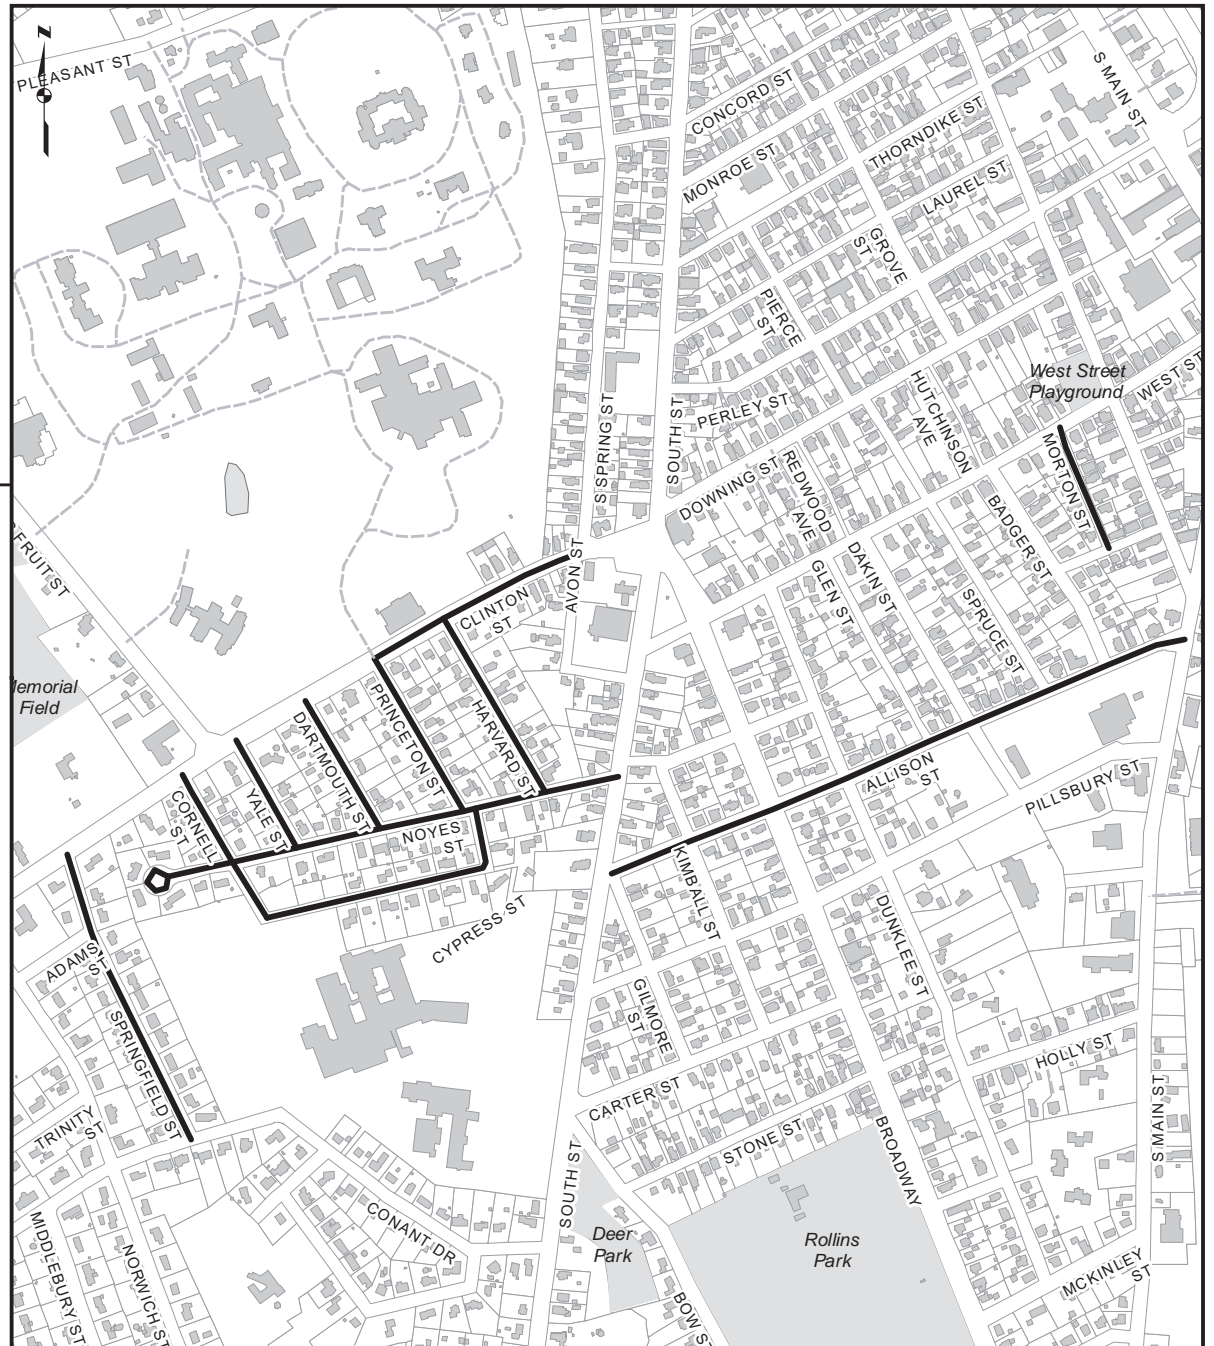 N
PLEASANT ST
CONCORD ST
S MAIN ST
THORNDIKE ST
MONROE ST
LAUREL ST
GROVE
ST
PIERCE
ST
West Street
Playground
WEST ST
HUTCHINSON
AVE
PERLEY ST
S SPRING ST
SOUTH ST
MORTON ST
DOWNING ST
REDWOOD
AVE
BADGER ST
FRUIT ST
AVON ST
DAKIN ST
GLEN ST
SPRUCE ST
CLINTON
ST
emorial
Field
PRINCETON ST
HARVARD ST
DARTMOUTH ST
YALE ST
CORNELL
ST
ALLISON
ST
PILLSBURY ST
NOYES
ST
KIMBALL ST
CYPRESS ST
DUNKLEE ST
ADAMS
ST
SPRINGFIELD ST
GILMORE
ST
HOLLY ST
CARTER ST
S MAIN ST
TRINITY
ST
STONE ST
BROADWAY
SOUTH ST
CONANT DR
Deer
Park
Rollins
Park
MIDDLEBURY ST
NORWICH ST
MCKINLEY
ST
BOW S